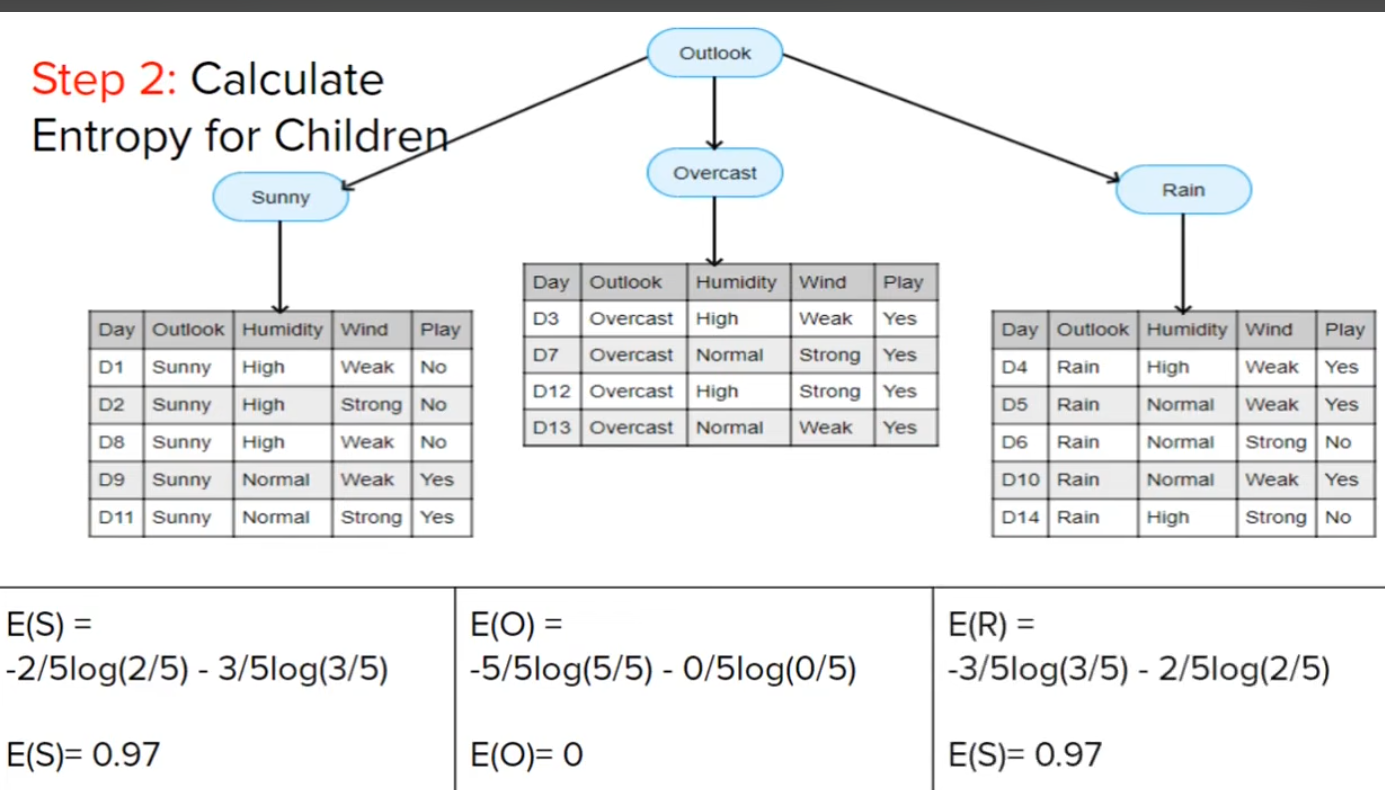 Step 2: Calculate
Entropy for Children
Outlook
Sunny
Overcast
Rain
Day Outlook Humidity Wind Play
D1 Sunny High Weak No
D2 Sunny High Strong No
D8 Sunny High Weak No
D9 Sunny Normal Weak Yes
D11 Sunny Normal Strong Yes
Day Outlook Humidity Wind Play
D3 Overcast High Weak Yes
D7 Overcast Normal Strong Yes
D12 Overcast High Strong Yes
D13 Overcast Normal Weak Yes
Day Outlook Humidity Wind Play
D4 Rain High Weak Yes
D5 Rain Normal Weak Yes
D6 Rain Normal Strong No
D10 Rain Normal Weak Yes
D14 Rain High Strong No
E(S) =
-2/5log(2/5) - 3/5log(3/5)
E(S)= 0.97
E(O) =
-5/5log(5/5) - 0/5log(0/5)
E(O)= 0
E(R) =
-3/5log(3/5) - 2/5log(2/5)
E(S)= 0.97